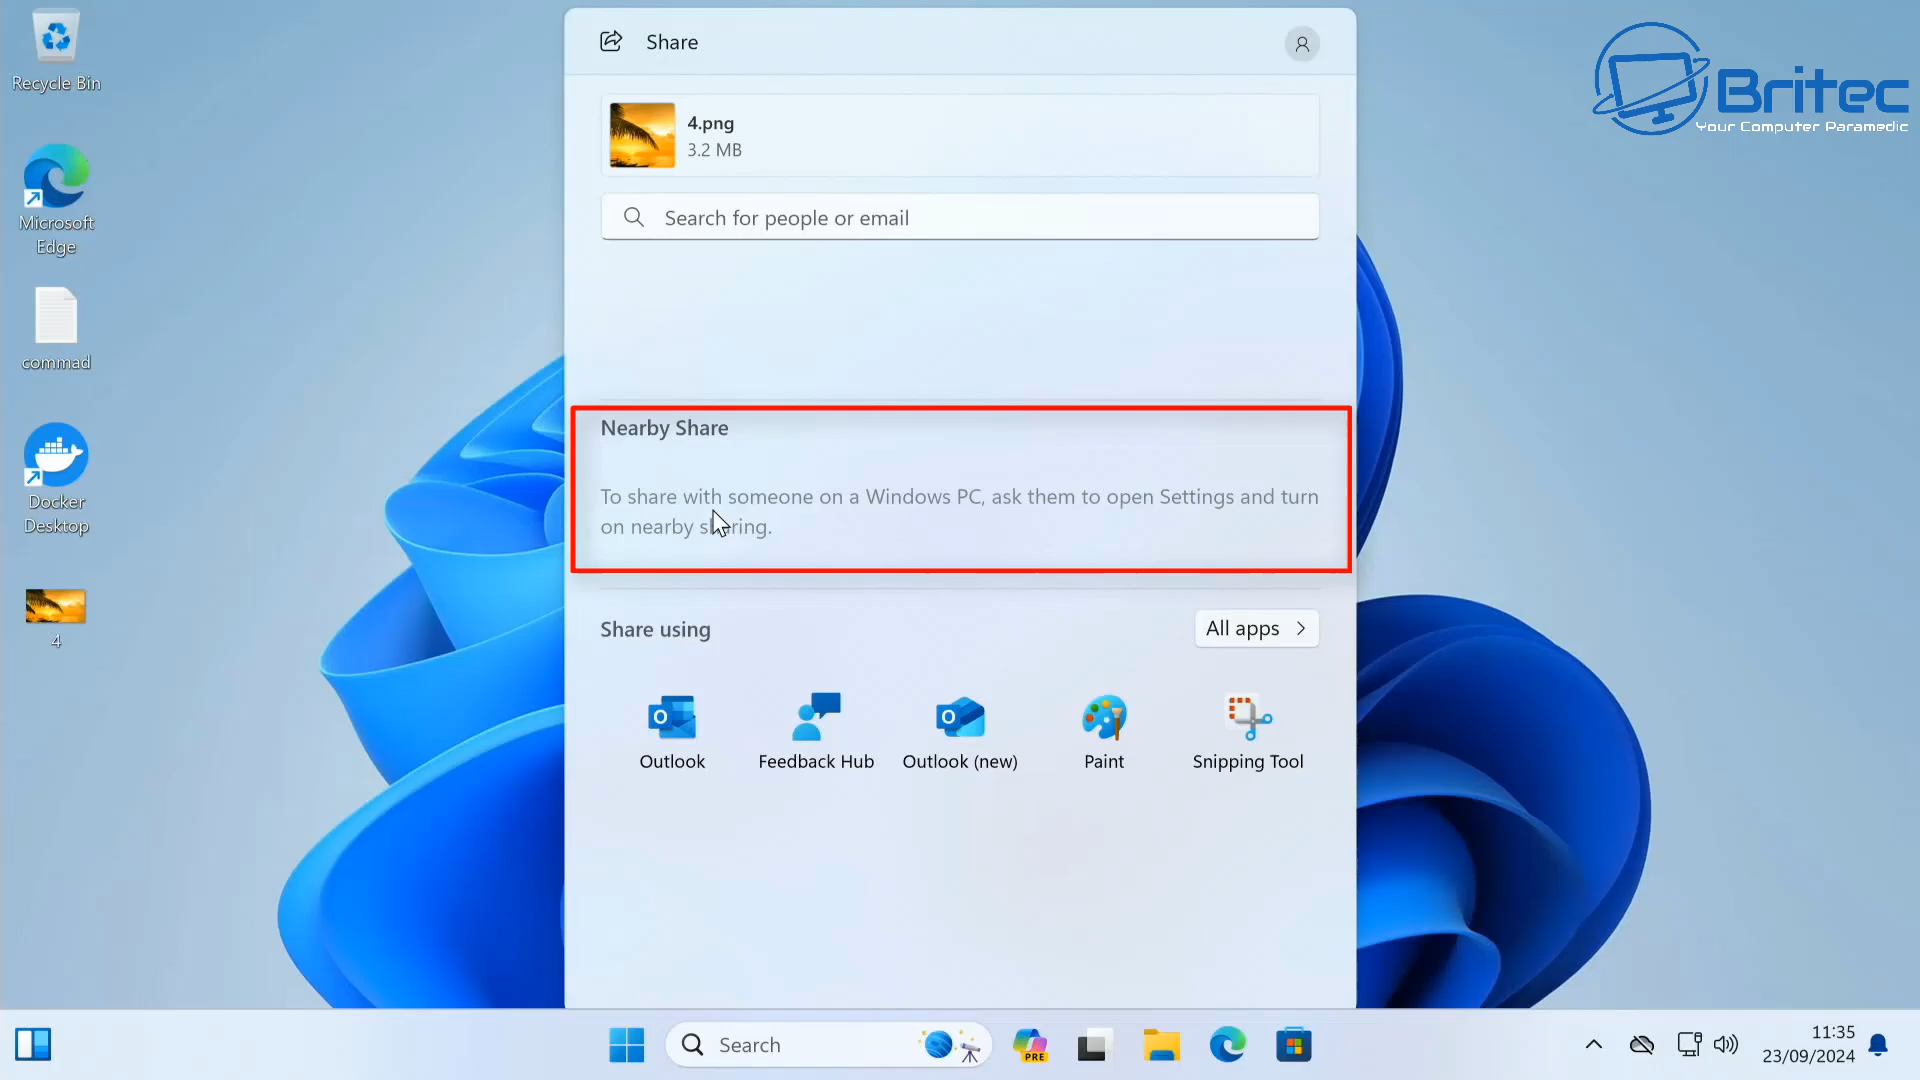 Share
Recycle Bin
Britec
Your Computer Paramedic
4.png
3.2 MB
Search for people or email
Microsoft
Edge
commad
Nearby Share
To share with someone on a Windows PC, ask them to open Settings and turn
on nearby sharing.
Docker
Desktop
4
Share using
All apps
Outlook
Feedback Hub
Outlook (new)
Paint
Snipping Tool
Search
PRE
11:35
23/09/2024